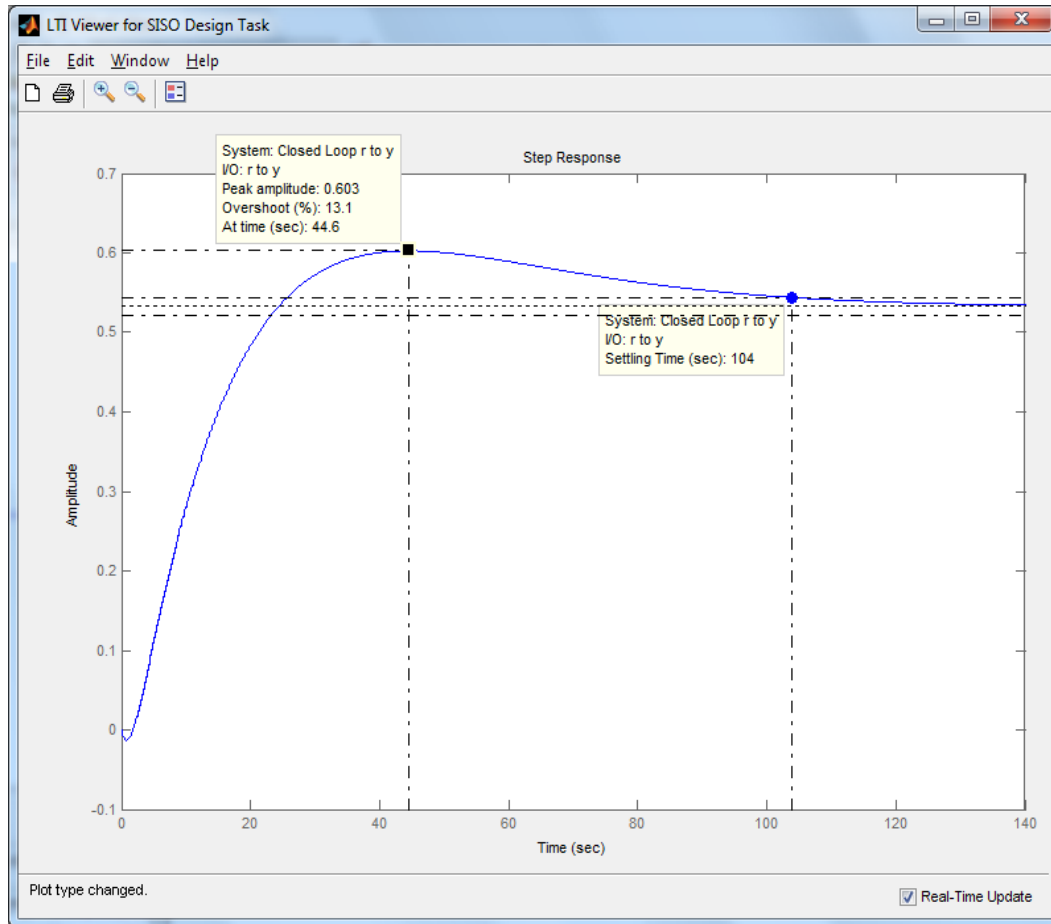 LTI Viewer for SISO Design Task
File Edit Window Help
System: Closed Loop r to y
I/O: r to y
Peak amplitude: 0.603
Overshoot (%): 13.1
At time (sec): 44.6
Step Response
0.7
0.6
0.5
0.4
0.3
0.2
0.1
0
-0.1
Amplitude
System: Closed Loop r to y
I/O: r to y
Settling Time (sec): 104
0 20 40 60 80 100 120 140
Time (sec)
Plot type changed.
Real-Time Update